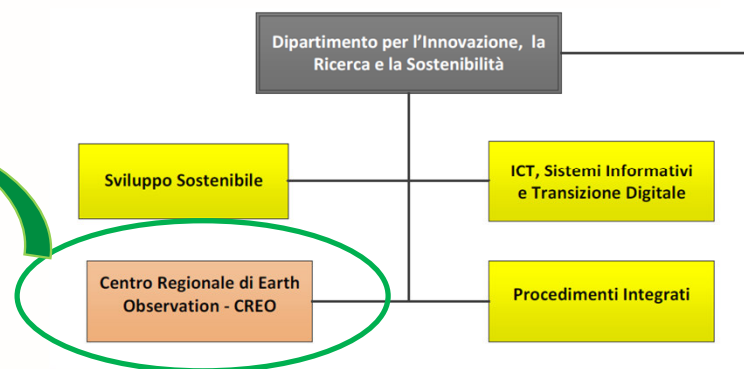 Dipartimento per l'Innovazione, la
Ricerca e la Sostenibilità
Sviluppo Sostenibile
ICT, Sistemi Informativi
e Transizione Digitale
Centro Regionale di Earth
Observation - CREO
Procedimenti Integrati